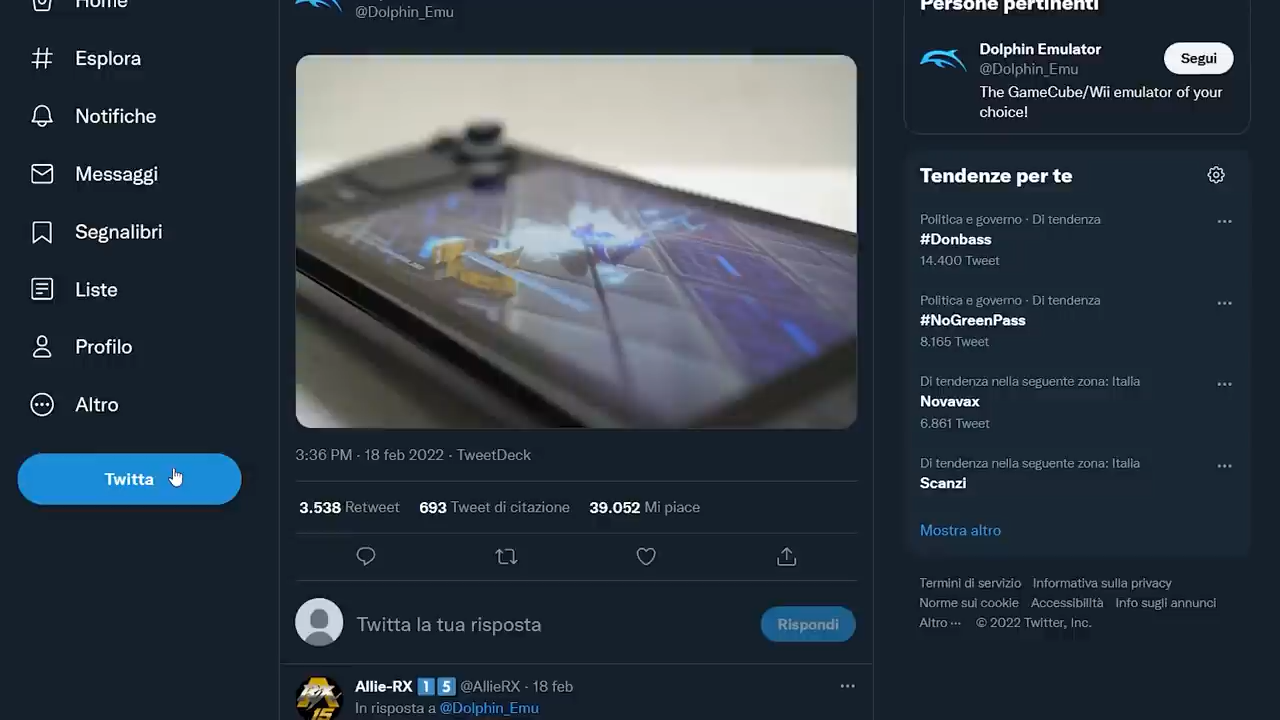 Home
Esplora
Notifiche
Messaggi
Segnalibri
Liste
Profilo
Altro
Twitta
@Dolphin_Emu
3:36 PM · 18 feb 2022 · TweetDeck
3.538 Retweet 693 Tweet di citazione 39.052 Mi piace
Twitta la tua risposta
Rispondi
Allie-RX 1 5 @AllieRX · 18 feb
In risposta a @Dolphin_Emu
Persone pertinenti
Dolphin Emulator
@Dolphin_Emu
Segui
The GameCube/Wii emulator of your
choice!
Tendenze per te
Politica e governo · Di tendenza
#Donbass
14.400 Tweet
Politica e governo · Di tendenza
#NoGreenPass
8.165 Tweet
Di tendenza nella seguente zona: Italia
Novavax
6.861 Tweet
Di tendenza nella seguente zona: Italia
Scanzi
Mostra altro
Termini di servizio Informativa sulla privacy
Norme sui cookie Accessibilità Info sugli annunci
Altro ··· © 2022 Twitter, Inc.